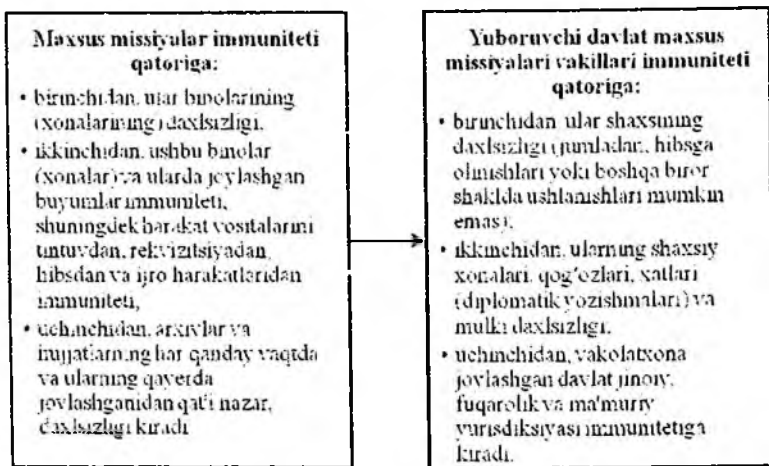 Maxsus missiyalar immuniteti
qatoriga:
• birinchidan, ular binolarining
(xonalarining) daxlsizligi,
• ikkinchidan, ushbu binolar
(xonalar) va ularda joylashgan
buyumlar immuniteti,
shuningdek harakat vositalarini
tintuvdan, rekvizitsiyadan,
hibsdan va ijro harakatlaridan
immuniteti,
• uchinchidan, arxivlar va
hujjatlarning har qanday vaqtda
va ularning qayerda
joylashganidan qat'i nazar,
daxlsizligi kiradi
Yuboruvchi davlat maxsus
missiyalari vakillari immuniteti
qatoriga:
• birinchidan ular shaxsining
daxlsizligi (jumladan, hibsga
olinishlari yoki boshqa biror
shaklda ushlanishlari mumkin
emas),
• ikkinchidan, ularning shaxsiy
xonalari, qog'ozlari, xatlari
(diplomatik yozishmalari) va
mulki daxlsizligi,
• uchinchidan, vakolatxona
joylashgan davlat jinoiy,
fuqarolik va ma'muriy
yurisdiksiyasi immunitetiga
kiradi.